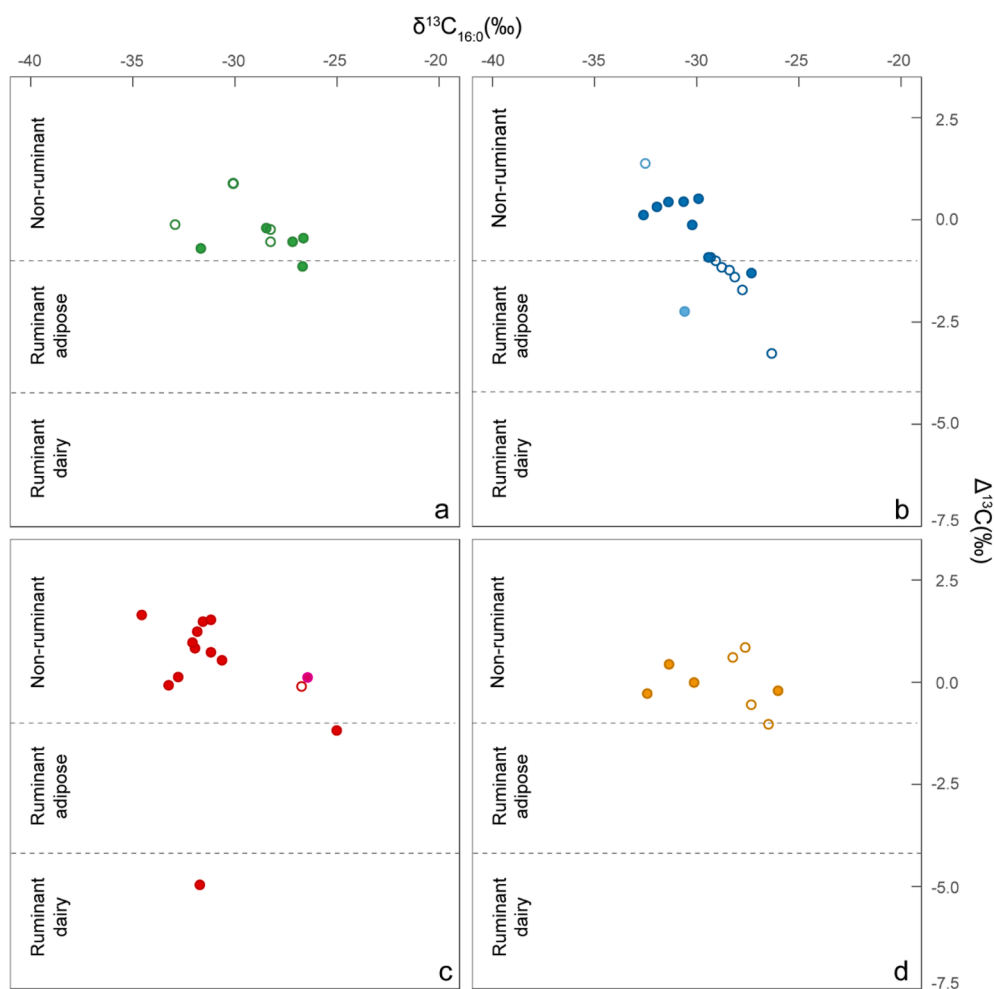 δ¹³C₁₆:₀(‰)
-40 -35 -30 -25 -20 -40 -35 -30 -25 -20
Non-ruminant
Ruminant
adipose
Ruminant
dairy
a
Non-ruminant
Ruminant
adipose
Ruminant
dairy
b
2.5
0.0
-2.5
-5.0
-7.5
Δ¹³C(‰)
Non-ruminant
Ruminant
adipose
Ruminant
dairy
c
Non-ruminant
Ruminant
adipose
Ruminant
dairy
d
2.5
0.0
-2.5
-5.0
-7.5